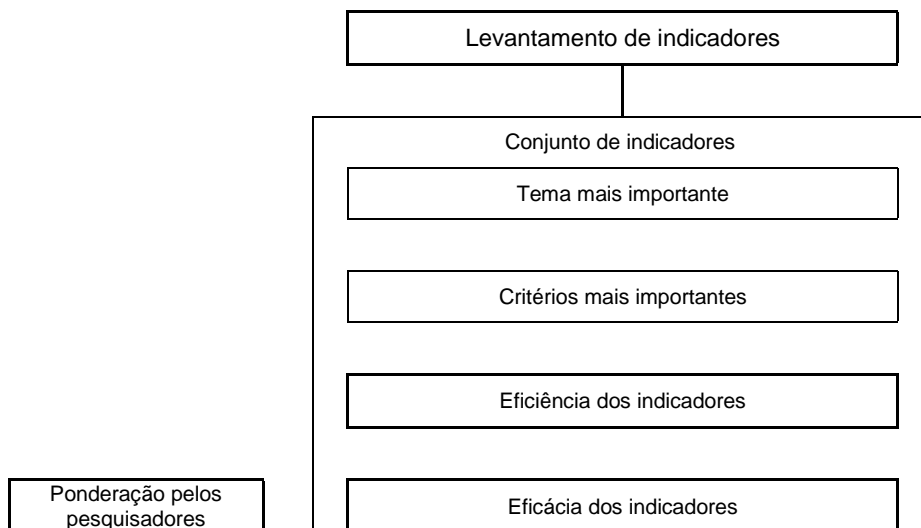 Levantamento de indicadores
Conjunto de indicadores
Tema mais importante
Critérios mais importantes
Eficiência dos indicadores
Ponderação pelos
pesquisadores
Eficácia dos indicadores